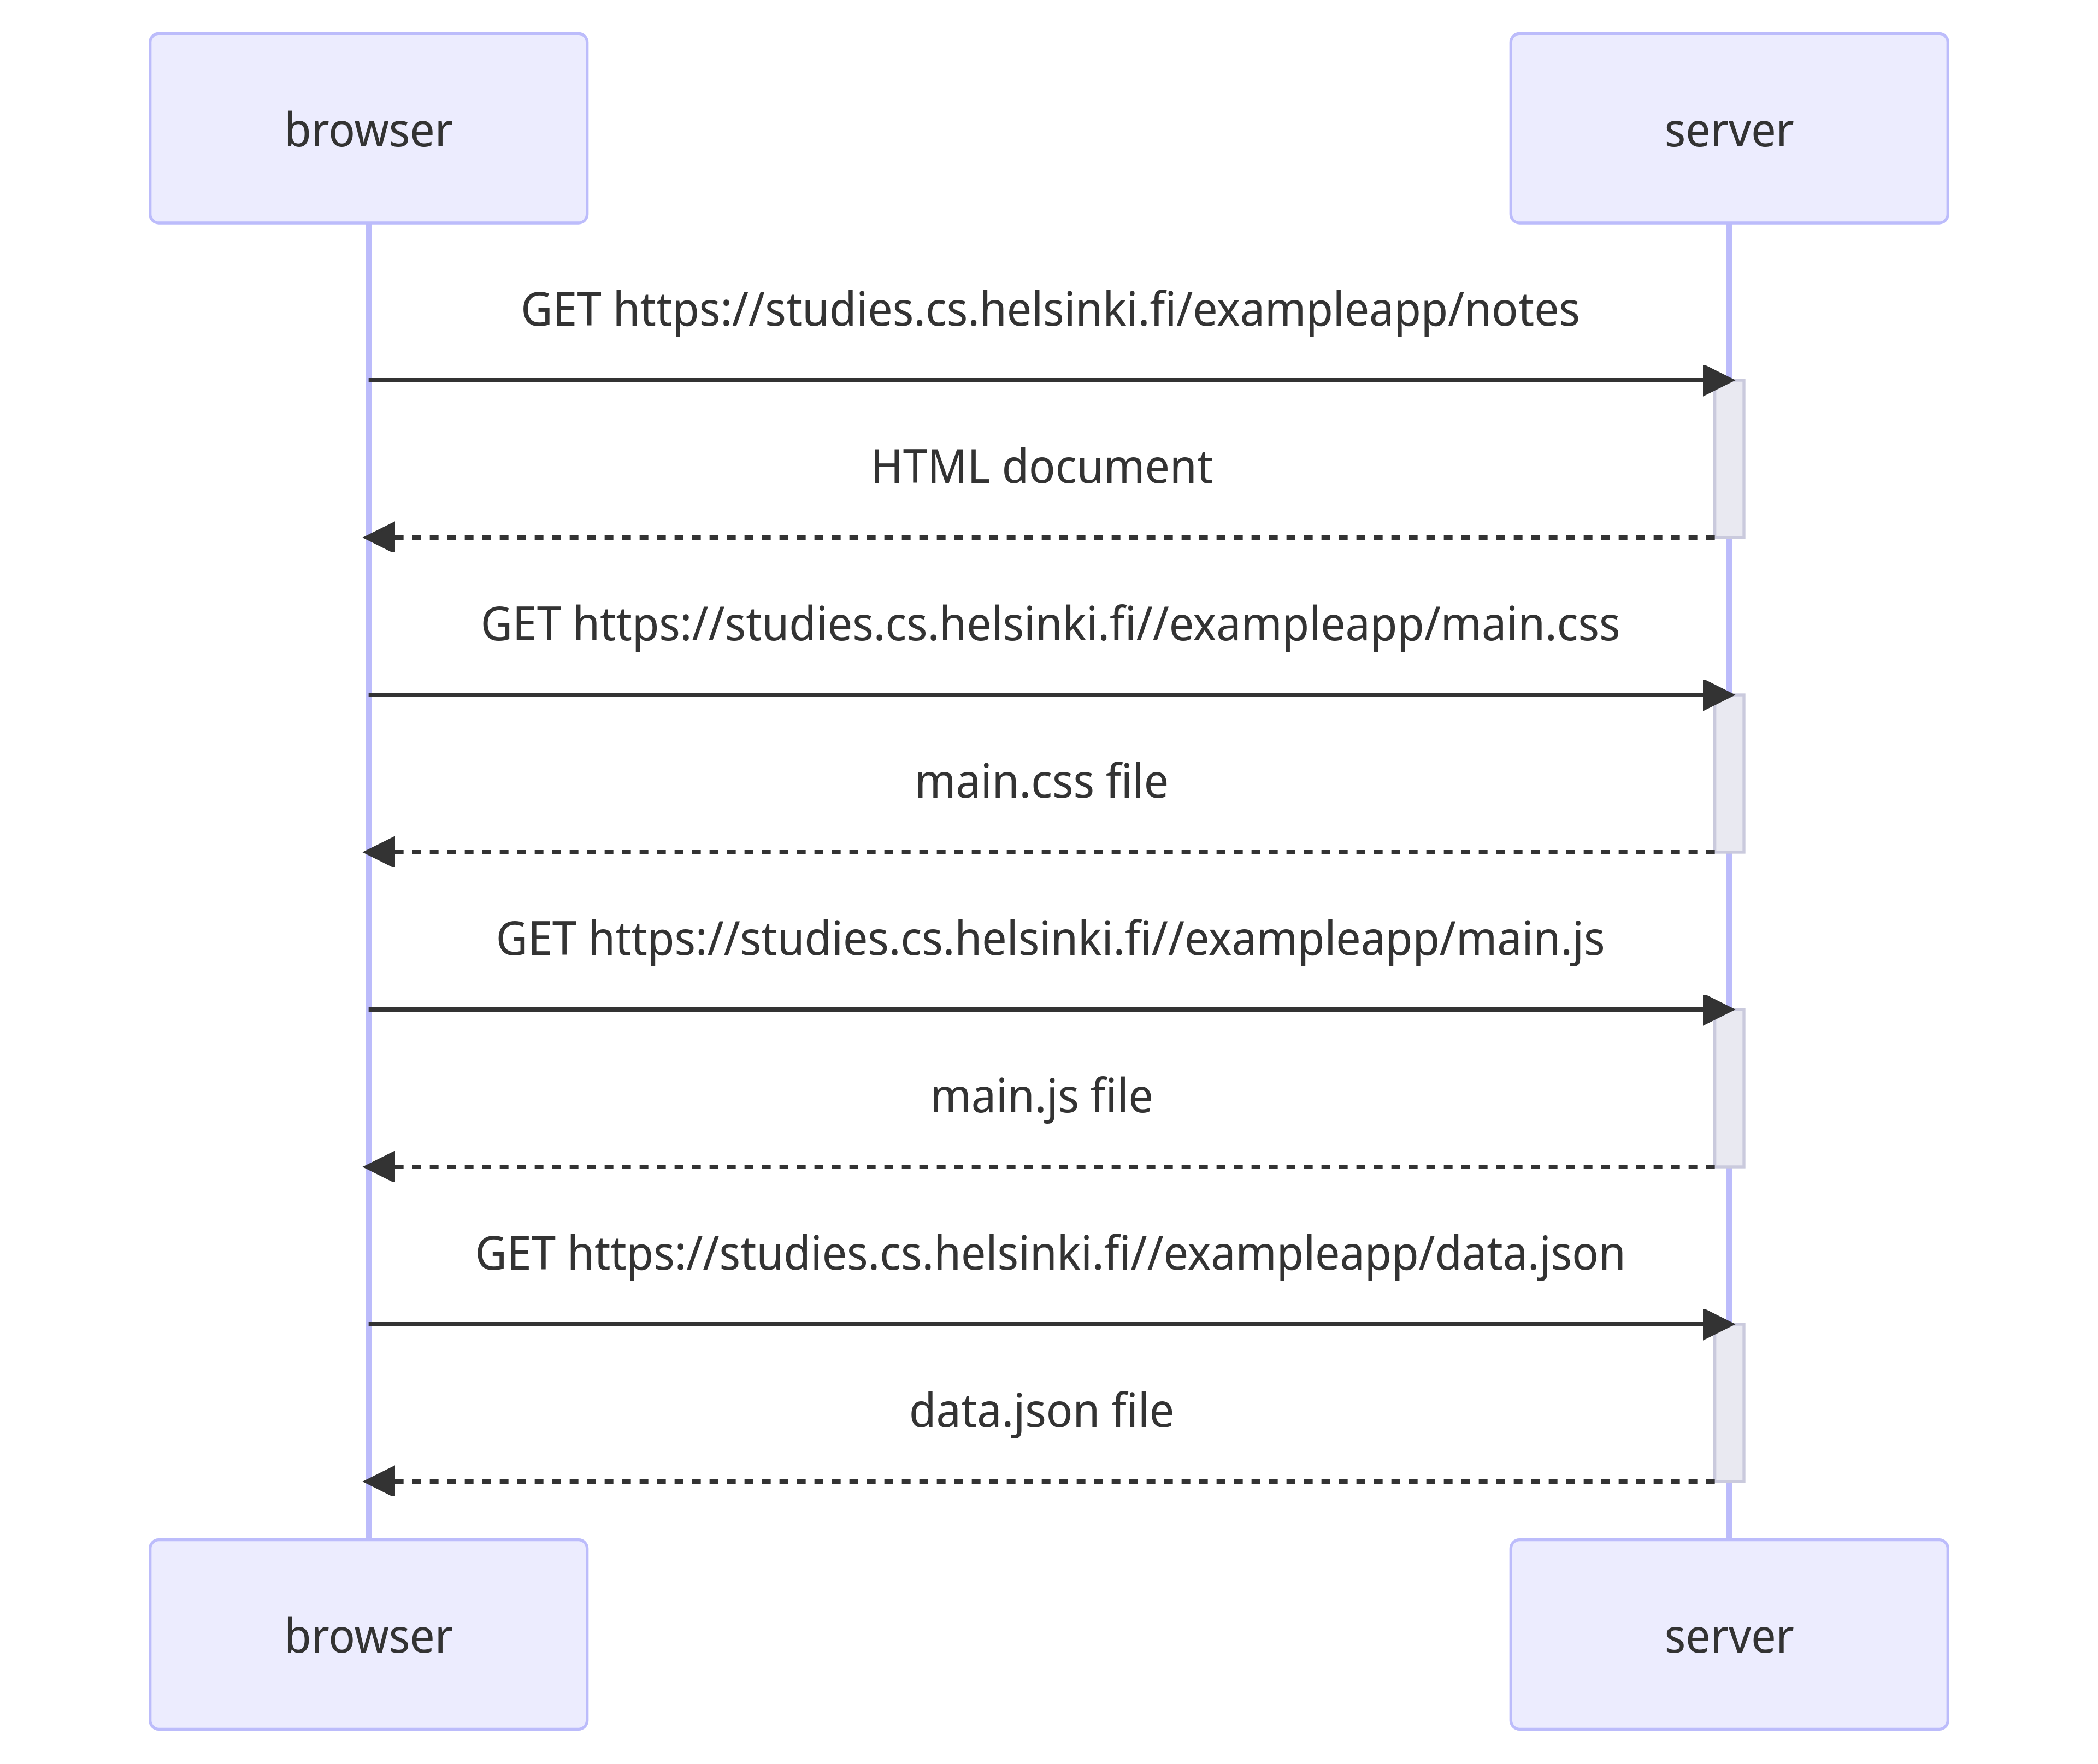 browser
server
GET https://studies.cs.helsinki.fi/exampleapp/notes
HTML document
GET https://studies.cs.helsinki.fi//exampleapp/main.css
main.css file
GET https://studies.cs.helsinki.fi//exampleapp/main.js
main.js file
GET https://studies.cs.helsinki.fi//exampleapp/data.json
data.json file
browser
server